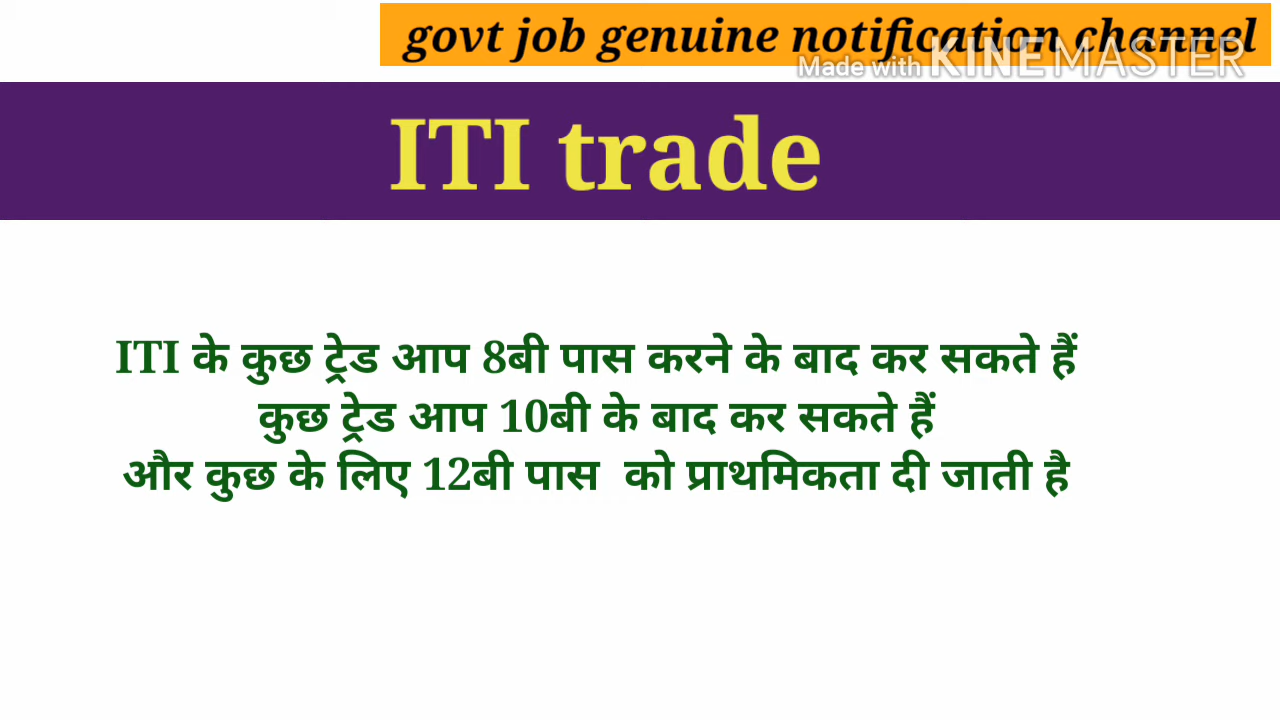 govt job genuine notification channel
Made with KINEMASTER
ITI trade
ITI के कुछ ट्रेड आप 8बी पास करने के बाद कर सकते हैं
कुछ ट्रेड आप 10बी के बाद कर सकते हैं
और कुछ के लिए 12बी पास को प्राथमिकता दी जाती है